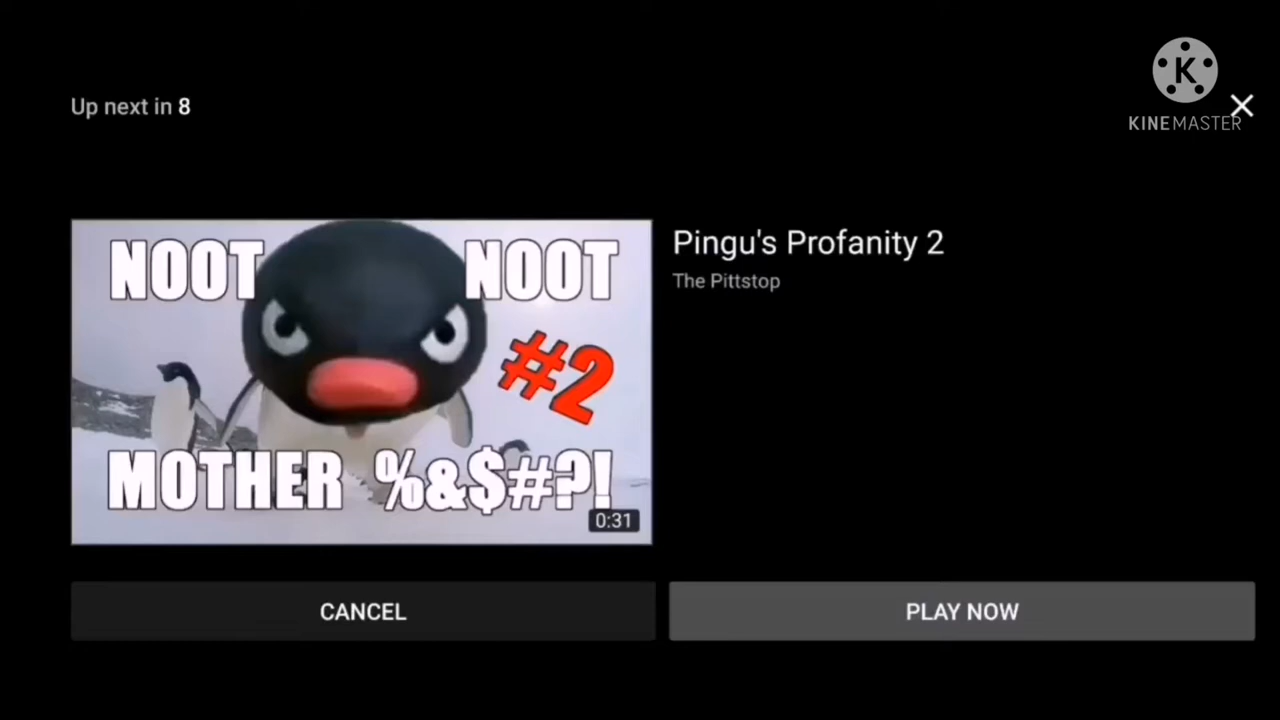 Up next in 8
K
KINEMASTER
NOOT NOOT
#2
MOTHER %&$#?!
0:31
Pingu's Profanity 2
The Pittstop
CANCEL
PLAY NOW